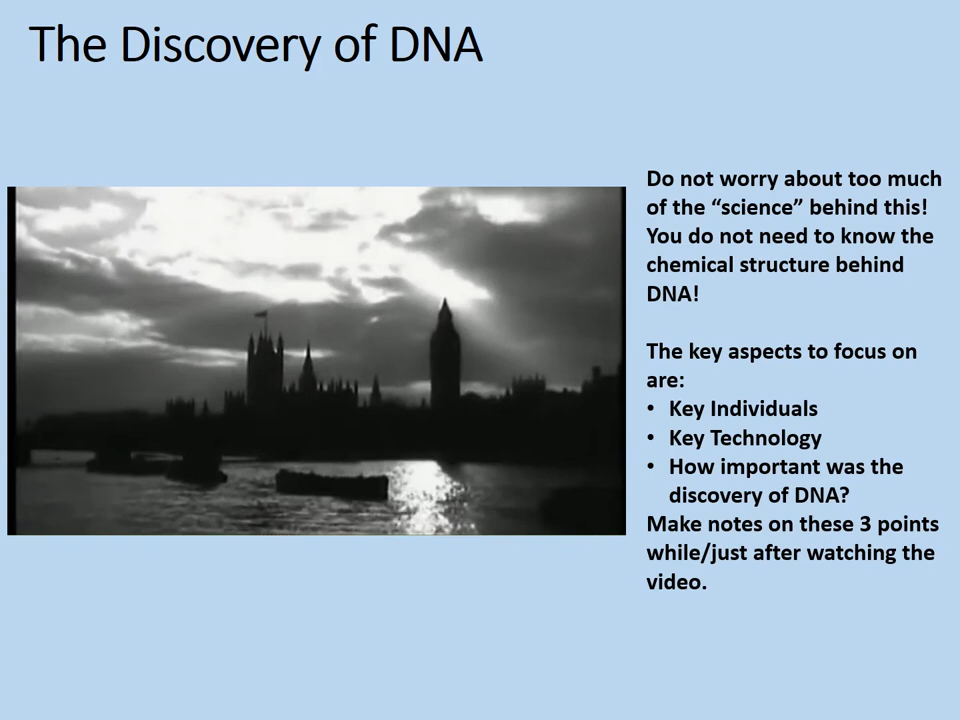 The Discovery of DNA
Do not worry about too much
of the “science” behind this!
You do not need to know the
chemical structure behind
DNA!
The key aspects to focus on
are:
• Key Individuals
• Key Technology
• How important was the
discovery of DNA?
Make notes on these 3 points
while/just after watching the
video.